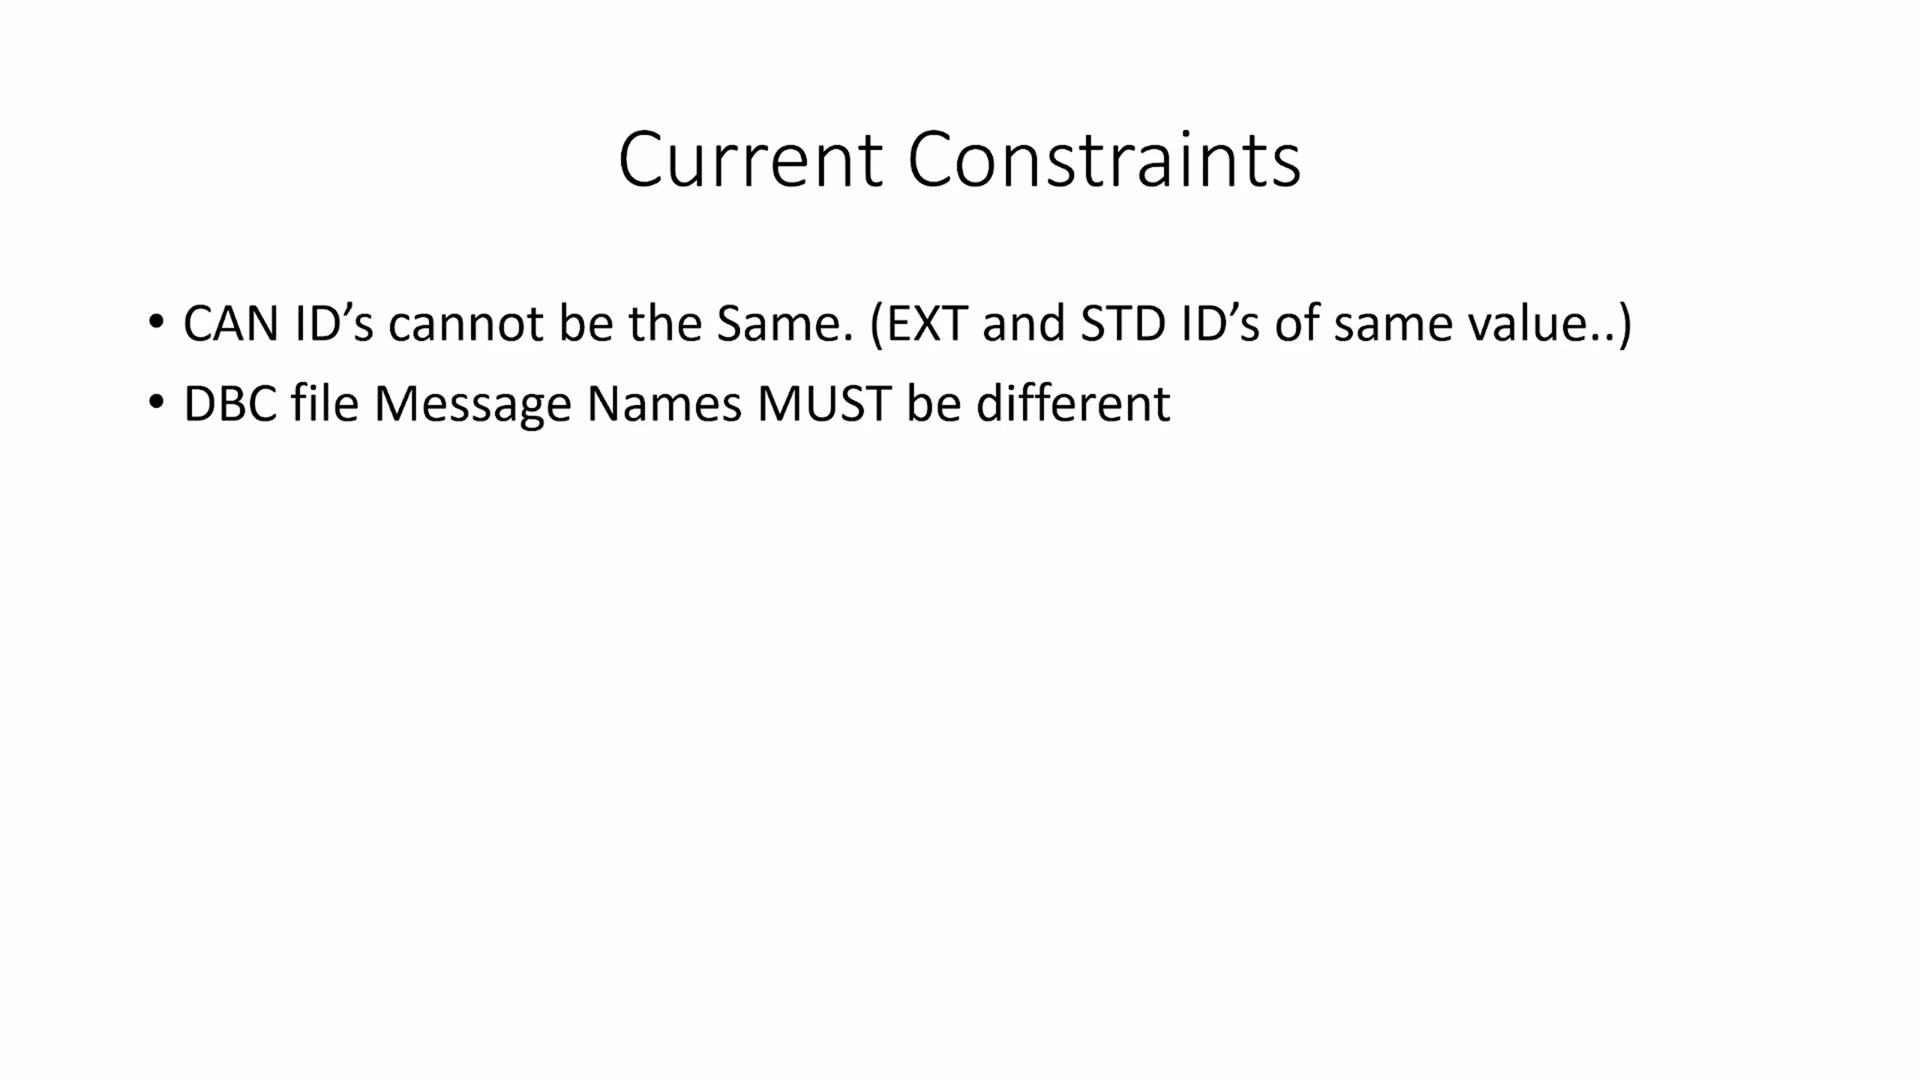 Current Constraints
• CAN ID’s cannot be the Same. (EXT and STD ID’s of same value..)
• DBC file Message Names MUST be different